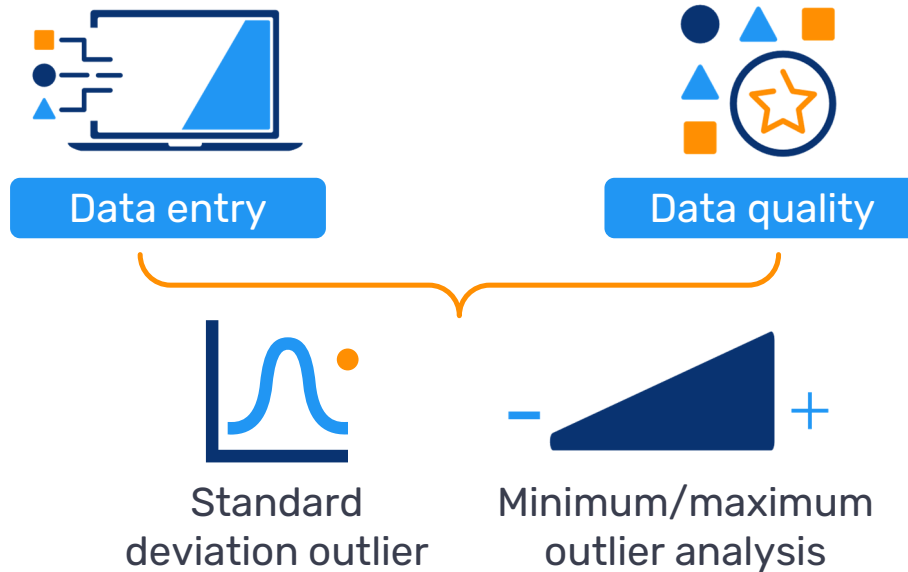 Data entry
Data quality
Standard
deviation outlier
Minimum/maximum
outlier analysis